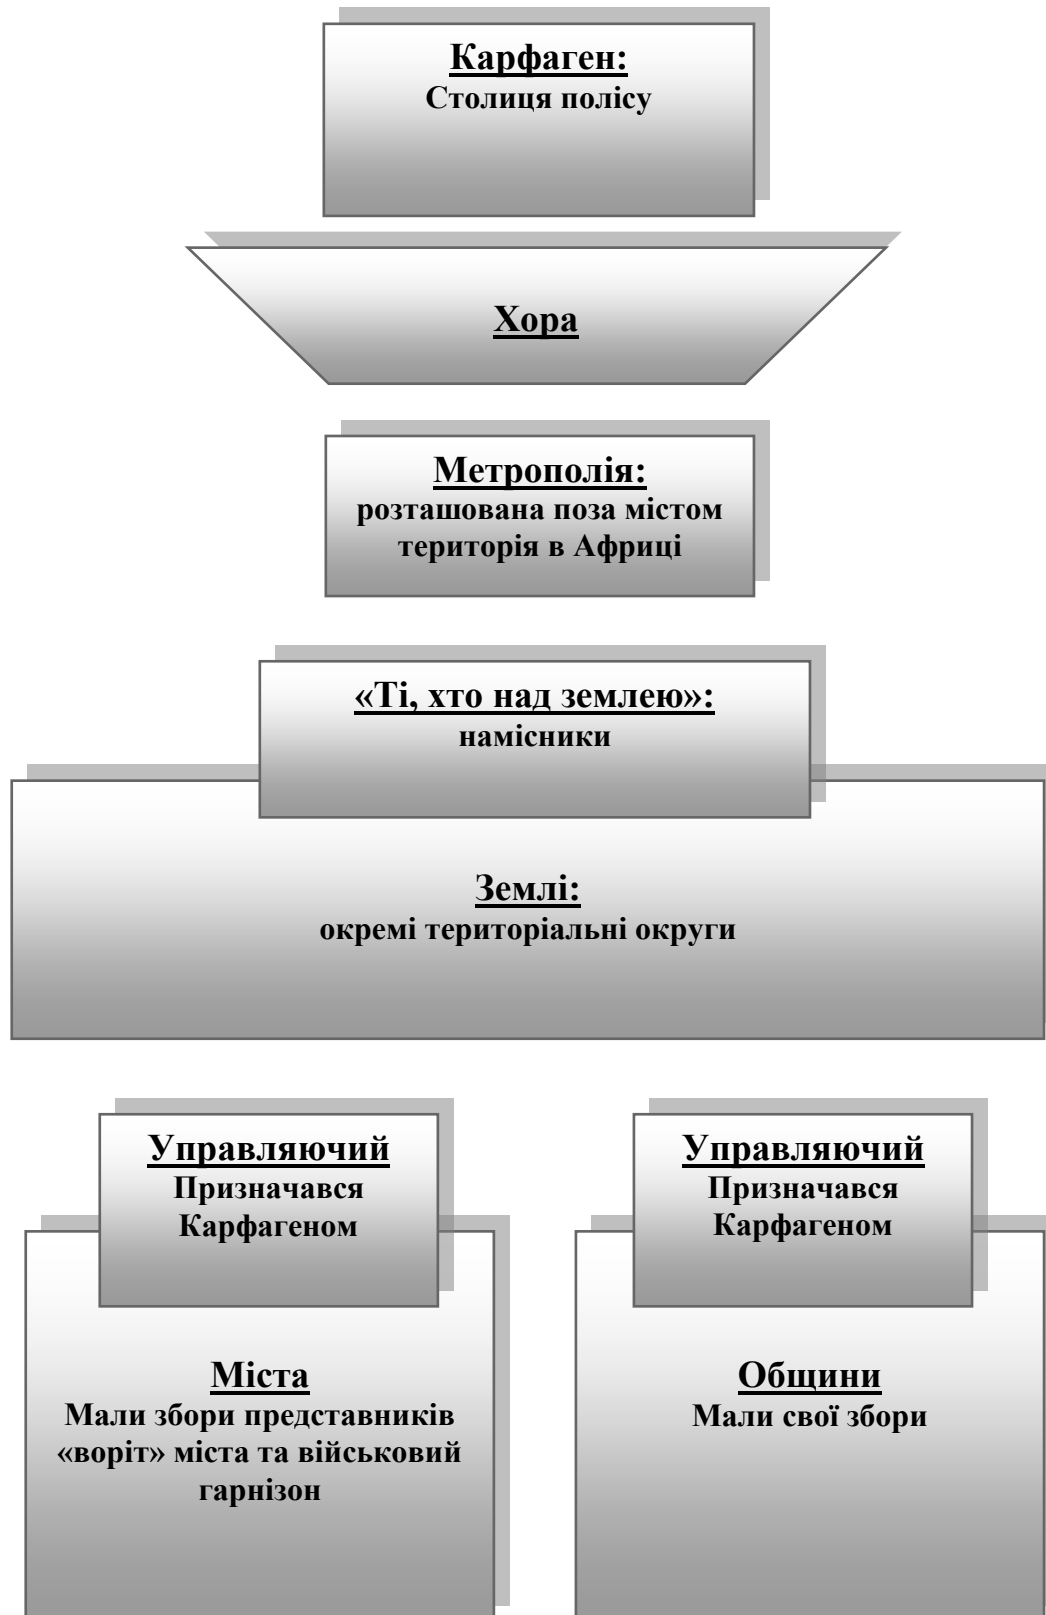 Карфаген:
Столиця полісу
Хора
Метрополія:
розташована поза містом
територія в Африці
«Ті, хто над землею»:
намісники
Землі:
окремі територіальні округи
Управляючий
Призначався
Карфагеном
Міста
Мали збори представників
«воріт» міста та військовий
гарнізон
Управляючий
Призначався
Карфагеном
Общини
Мали свої збори